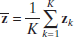 z̅ = 1/K ∑_{k=1}^{K} z_k